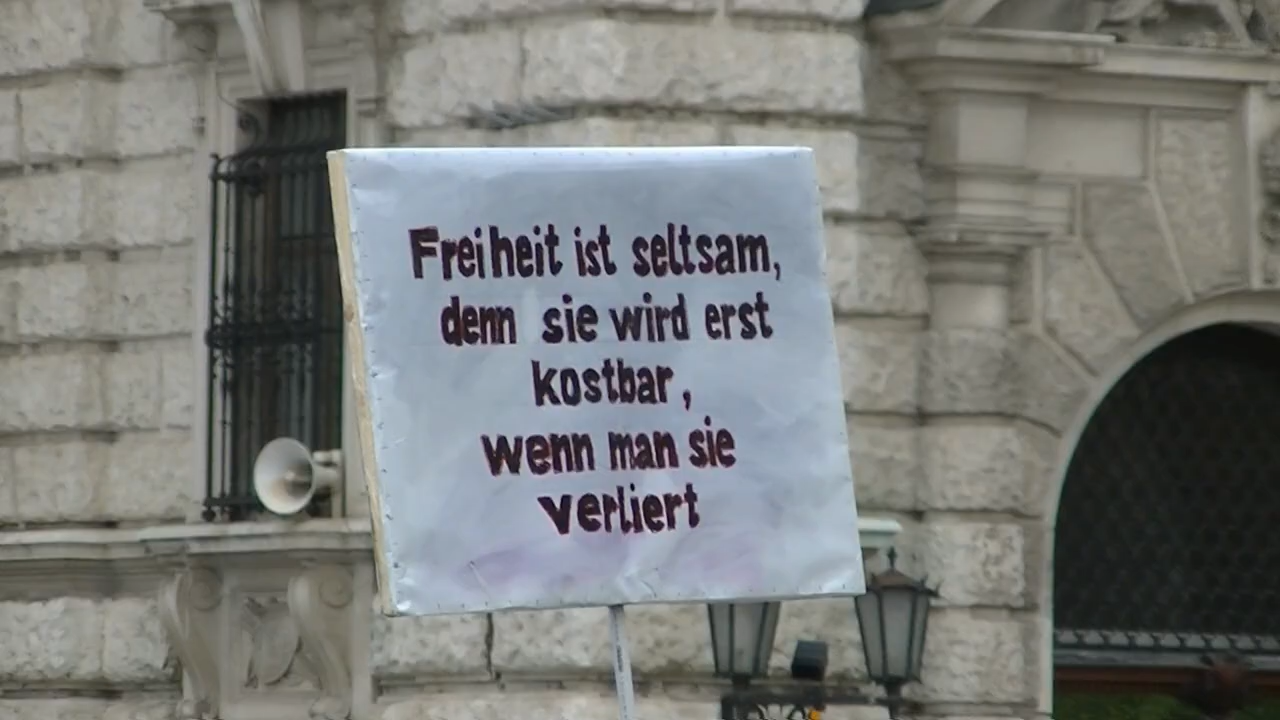 Freiheit ist seltsam,
denn sie wird erst
kostbar,
wenn man sie
verliert